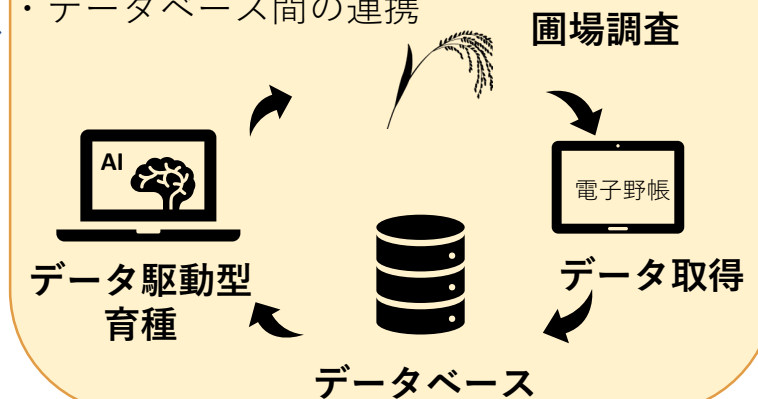 ・データベース間の連携
圃場調査
AI
電子野帳
データ駆動型
育種
データ取得
データベース